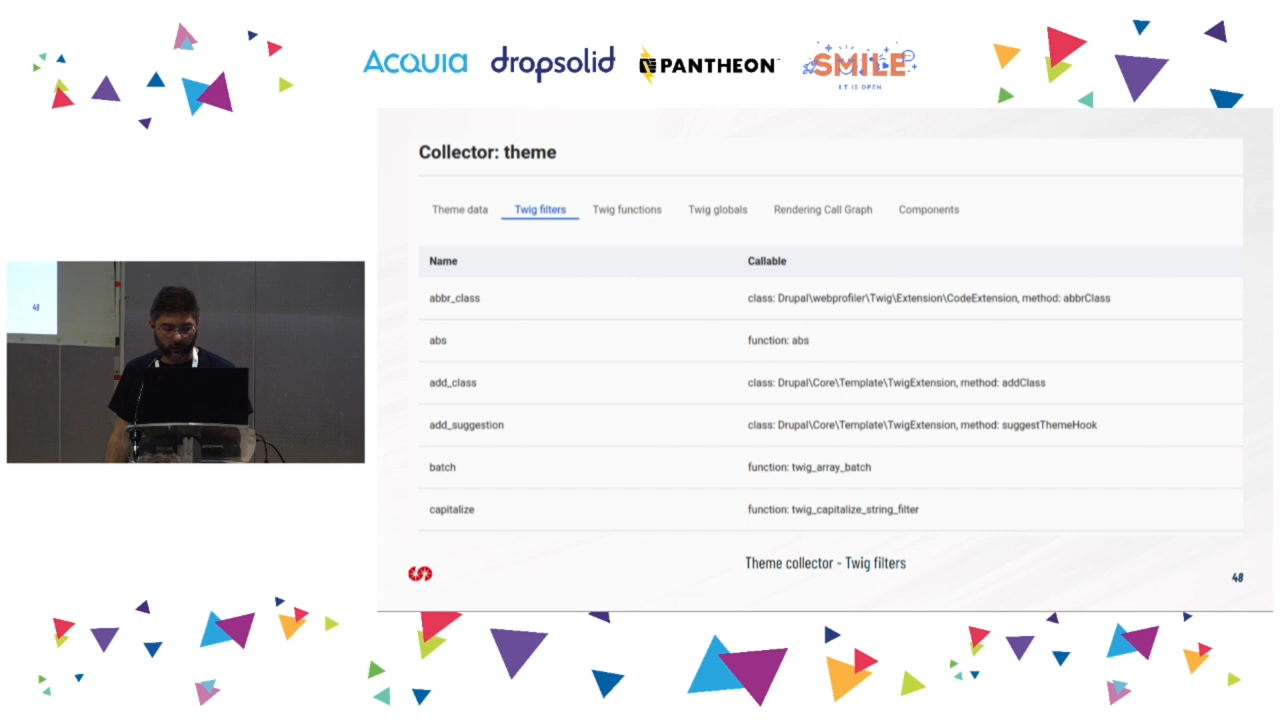 ACQUIA dropsolid PANTHEON SMILE
I.T IS OPEN
Collector: theme
Theme data Twig filters Twig functions Twig globals Rendering Call Graph Components
Name Callable
abbr_class class: Drupal\webprofiler\Twig\Extension\CodeExtension, method: abbrClass
abs function: abs
add_class class: Drupal\Core\Template\TwigExtension, method: addClass
add_suggestion class: Drupal\Core\Template\TwigExtension, method: suggestThemeHook
batch function: twig_array_batch
capitalize function: twig_capitalize_string_filter
Theme collector - Twig filters
48
48